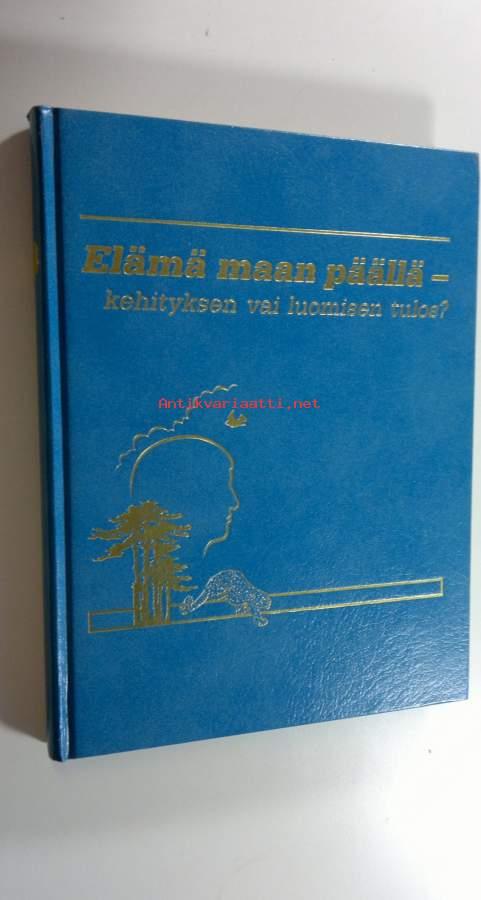 Elämä maan päällä –
kehityksen vai luomisen tulos?
Antikvariaatti.net